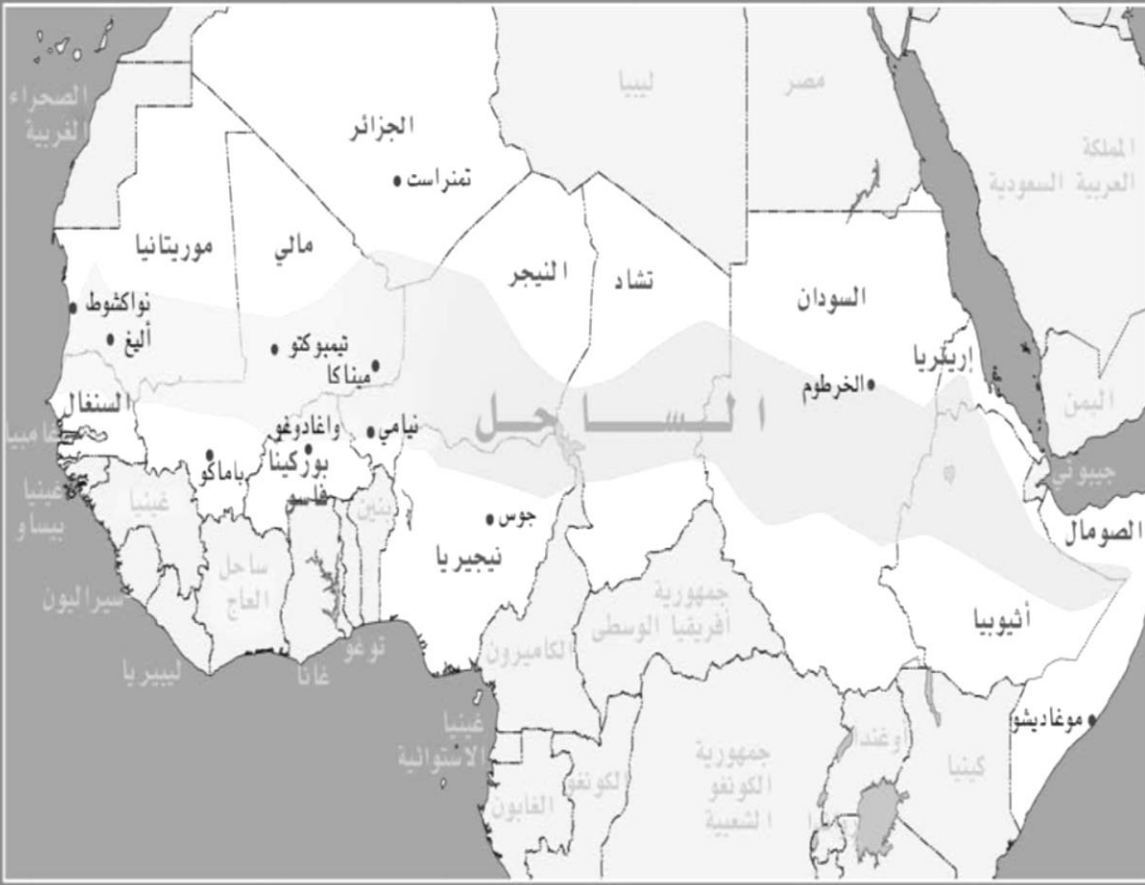 ليبيا
مصر
الصحراء
الغربية
الجزائر
المملكة
العربية السعودية
تمنراست
موريتانيا
مالي
النيجر
تشاد
السودان
نواكشوط
أليغ
تيمبوكتو
ميناكا
إريتريا
الخرطوم
اليمن
السنغال
الساحل
غامبيا
واغادوغو
نيامي
باماكو
بوركينا
فاسو
جيبوتي
غينيا
بيساو
غينيا
بنين
جوس
نيجيريا
الصومال
ساحل
العاج
سيراليون
جمهورية
أفريقيا الوسطى
أثيوبيا
توغو
غانا
ليبيريا
الكاميرون
غينيا
الاستوائية
موغاديشو
اوغندا
كينيا
جمهورية
الكونغو
الشعبية
الكونغو
الغابون
رواندا